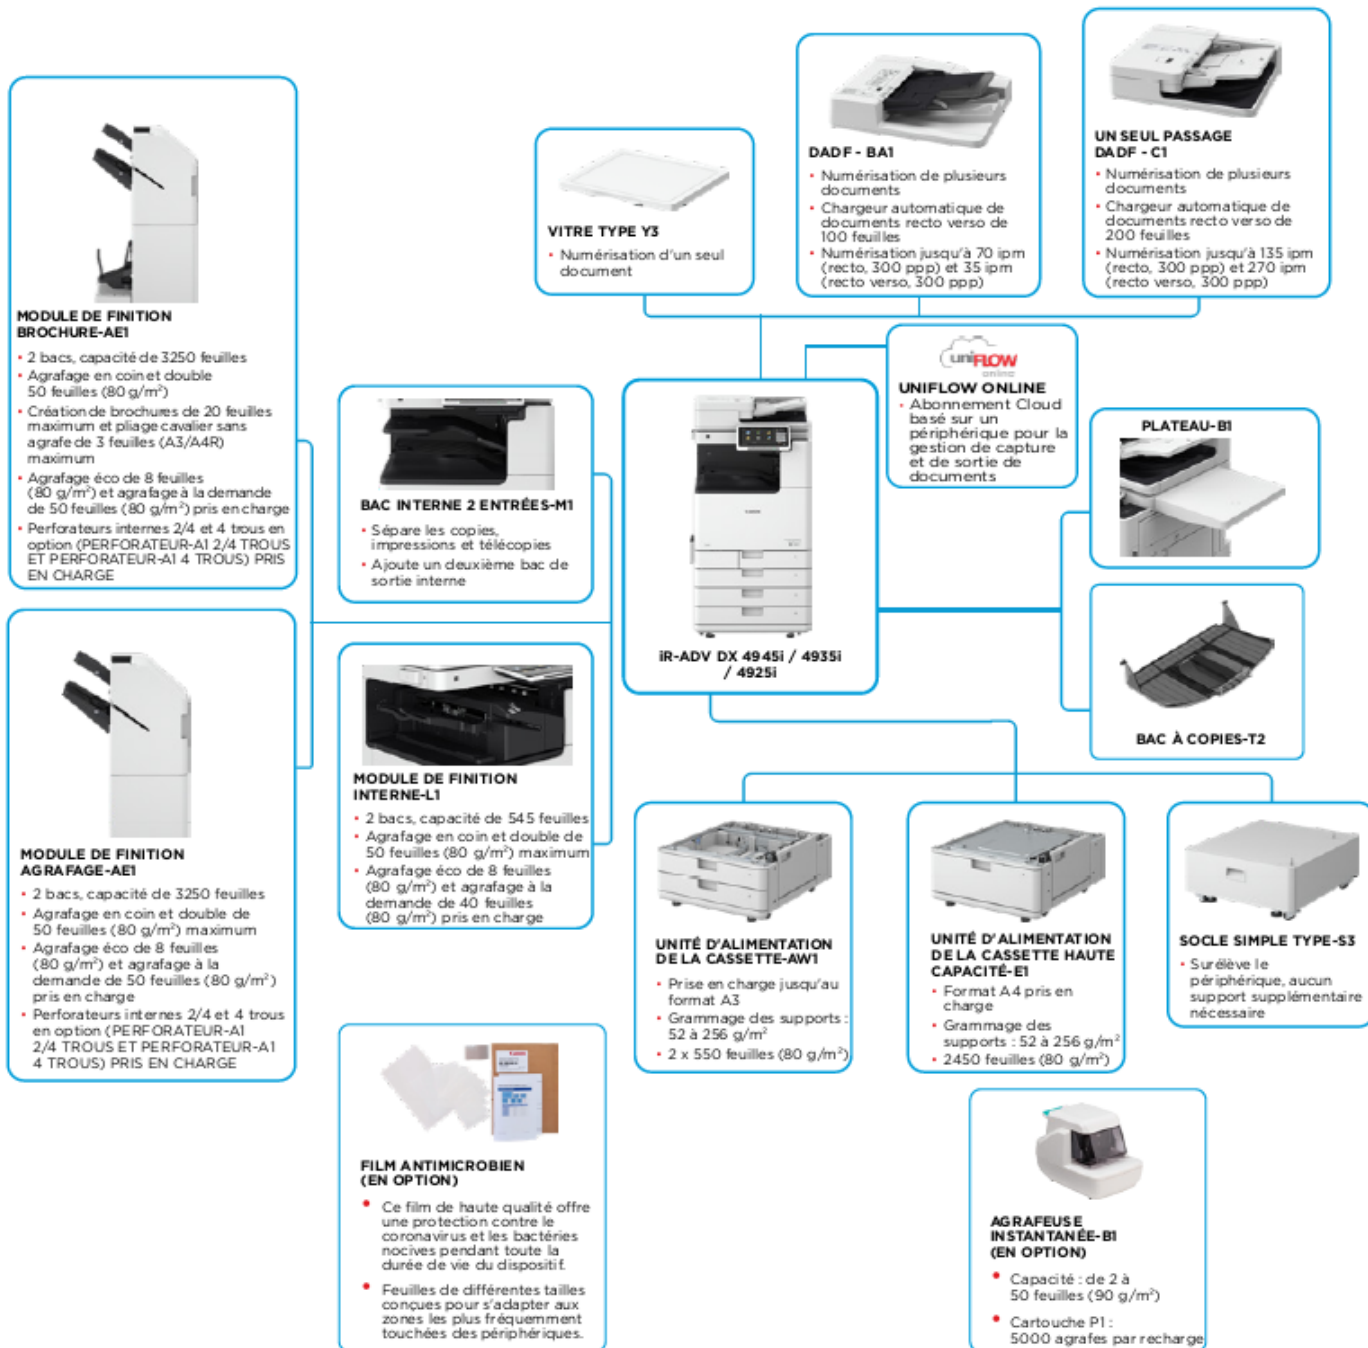 VITRE TYPE Y3
• Numérisation d'un seul
document
DADF - BA1
• Numérisation de plusieurs
documents
• Chargeur automatique de
documents recto verso de
100 feuilles
• Numérisation jusqu'à 70 ipm
(recto, 300 ppp) et 35 ipm
(recto verso, 300 ppp)
UN SEUL PASSAGE
DADF - C1
• Numérisation de plusieurs
documents
• Chargeur automatique de
documents recto verso de
200 feuilles
• Numérisation jusqu'à 135 ipm
(recto, 300 ppp) et 270 ipm
(recto verso, 300 ppp)
MODULE DE FINITION
BROCHURE-AE1
• 2 bacs, capacité de 3250 feuilles
• Agrafage en coin et double
50 feuilles (80 g/m²)
• Création de brochures de 20 feuilles
maximum et pliage cavalier sans
agrafe de 3 feuilles (A3/A4R)
maximum
• Agrafage éco de 8 feuilles
(80 g/m²) et agrafage à la demande
de 50 feuilles (80 g/m²) pris en charge
• Perforateurs internes 2/4 et 4 trous en
option (PERFORATEUR-A1 2/4 TROUS
ET PERFORATEUR-A1 4 TROUS) PRIS
EN CHARGE
BAC INTERNE 2 ENTRÉES-M1
• Sépare les copies,
impressions et télécopies
• Ajoute un deuxième bac de
sortie interne
iR-ADV DX 4945i / 4935i
/ 4925i
uniFLOW
online
UNIFLOW ONLINE
• Abonnement Cloud
basé sur un
périphérique pour la
gestion de capture
et de sortie de
documents
PLATEAU-B1
BAC À COPIES-T2
MODULE DE FINITION
AGRAFAGE-AE1
• 2 bacs, capacité de 3250 feuilles
• Agrafage en coin et double de
50 feuilles (80 g/m²) maximum
• Agrafage éco de 8 feuilles
(80 g/m²) et agrafage à la
demande de 50 feuilles (80 g/m²)
pris en charge
• Perforateurs internes 2/4 et 4 trous
en option (PERFORATEUR-A1
2/4 TROUS ET PERFORATEUR-A1
4 TROUS) PRIS EN CHARGE
MODULE DE FINITION
INTERNE-L1
• 2 bacs, capacité de 545 feuilles
• Agrafage en coin et double de
50 feuilles (80 g/m²) maximum
• Agrafage éco de 8 feuilles
(80 g/m²) et agrafage à la
demande de 40 feuilles
(80 g/m²) pris en charge
UNITÉ D'ALIMENTATION
DE LA CASSETTE-AW1
• Prise en charge jusqu'au
format A3
• Grammage des supports :
52 à 256 g/m²
• 2 x 550 feuilles (80 g/m²)
UNITÉ D'ALIMENTATION
DE LA CASSETTE HAUTE
CAPACITÉ-E1
• Format A4 pris en
charge
• Grammage des
supports : 52 à 256 g/m²
• 2450 feuilles (80 g/m²)
SOCLE SIMPLE TYPE-S3
• Surélève le
périphérique, aucun
support supplémentaire
nécessaire
FILM ANTIMICROBIEN
(EN OPTION)
• Ce film de haute qualité offre
une protection contre le
coronavirus et les bactéries
nocives pendant toute la
durée de vie du dispositif.
• Feuilles de différentes tailles
conçues pour s'adapter aux
zones les plus fréquemment
touchées des périphériques.
AGRAFEUSE
INSTANTANÉE-B1
(EN OPTION)
• Capacité : de 2 à
50 feuilles (90 g/m²)
• Cartouche P1 :
5000 agrafes par recharge